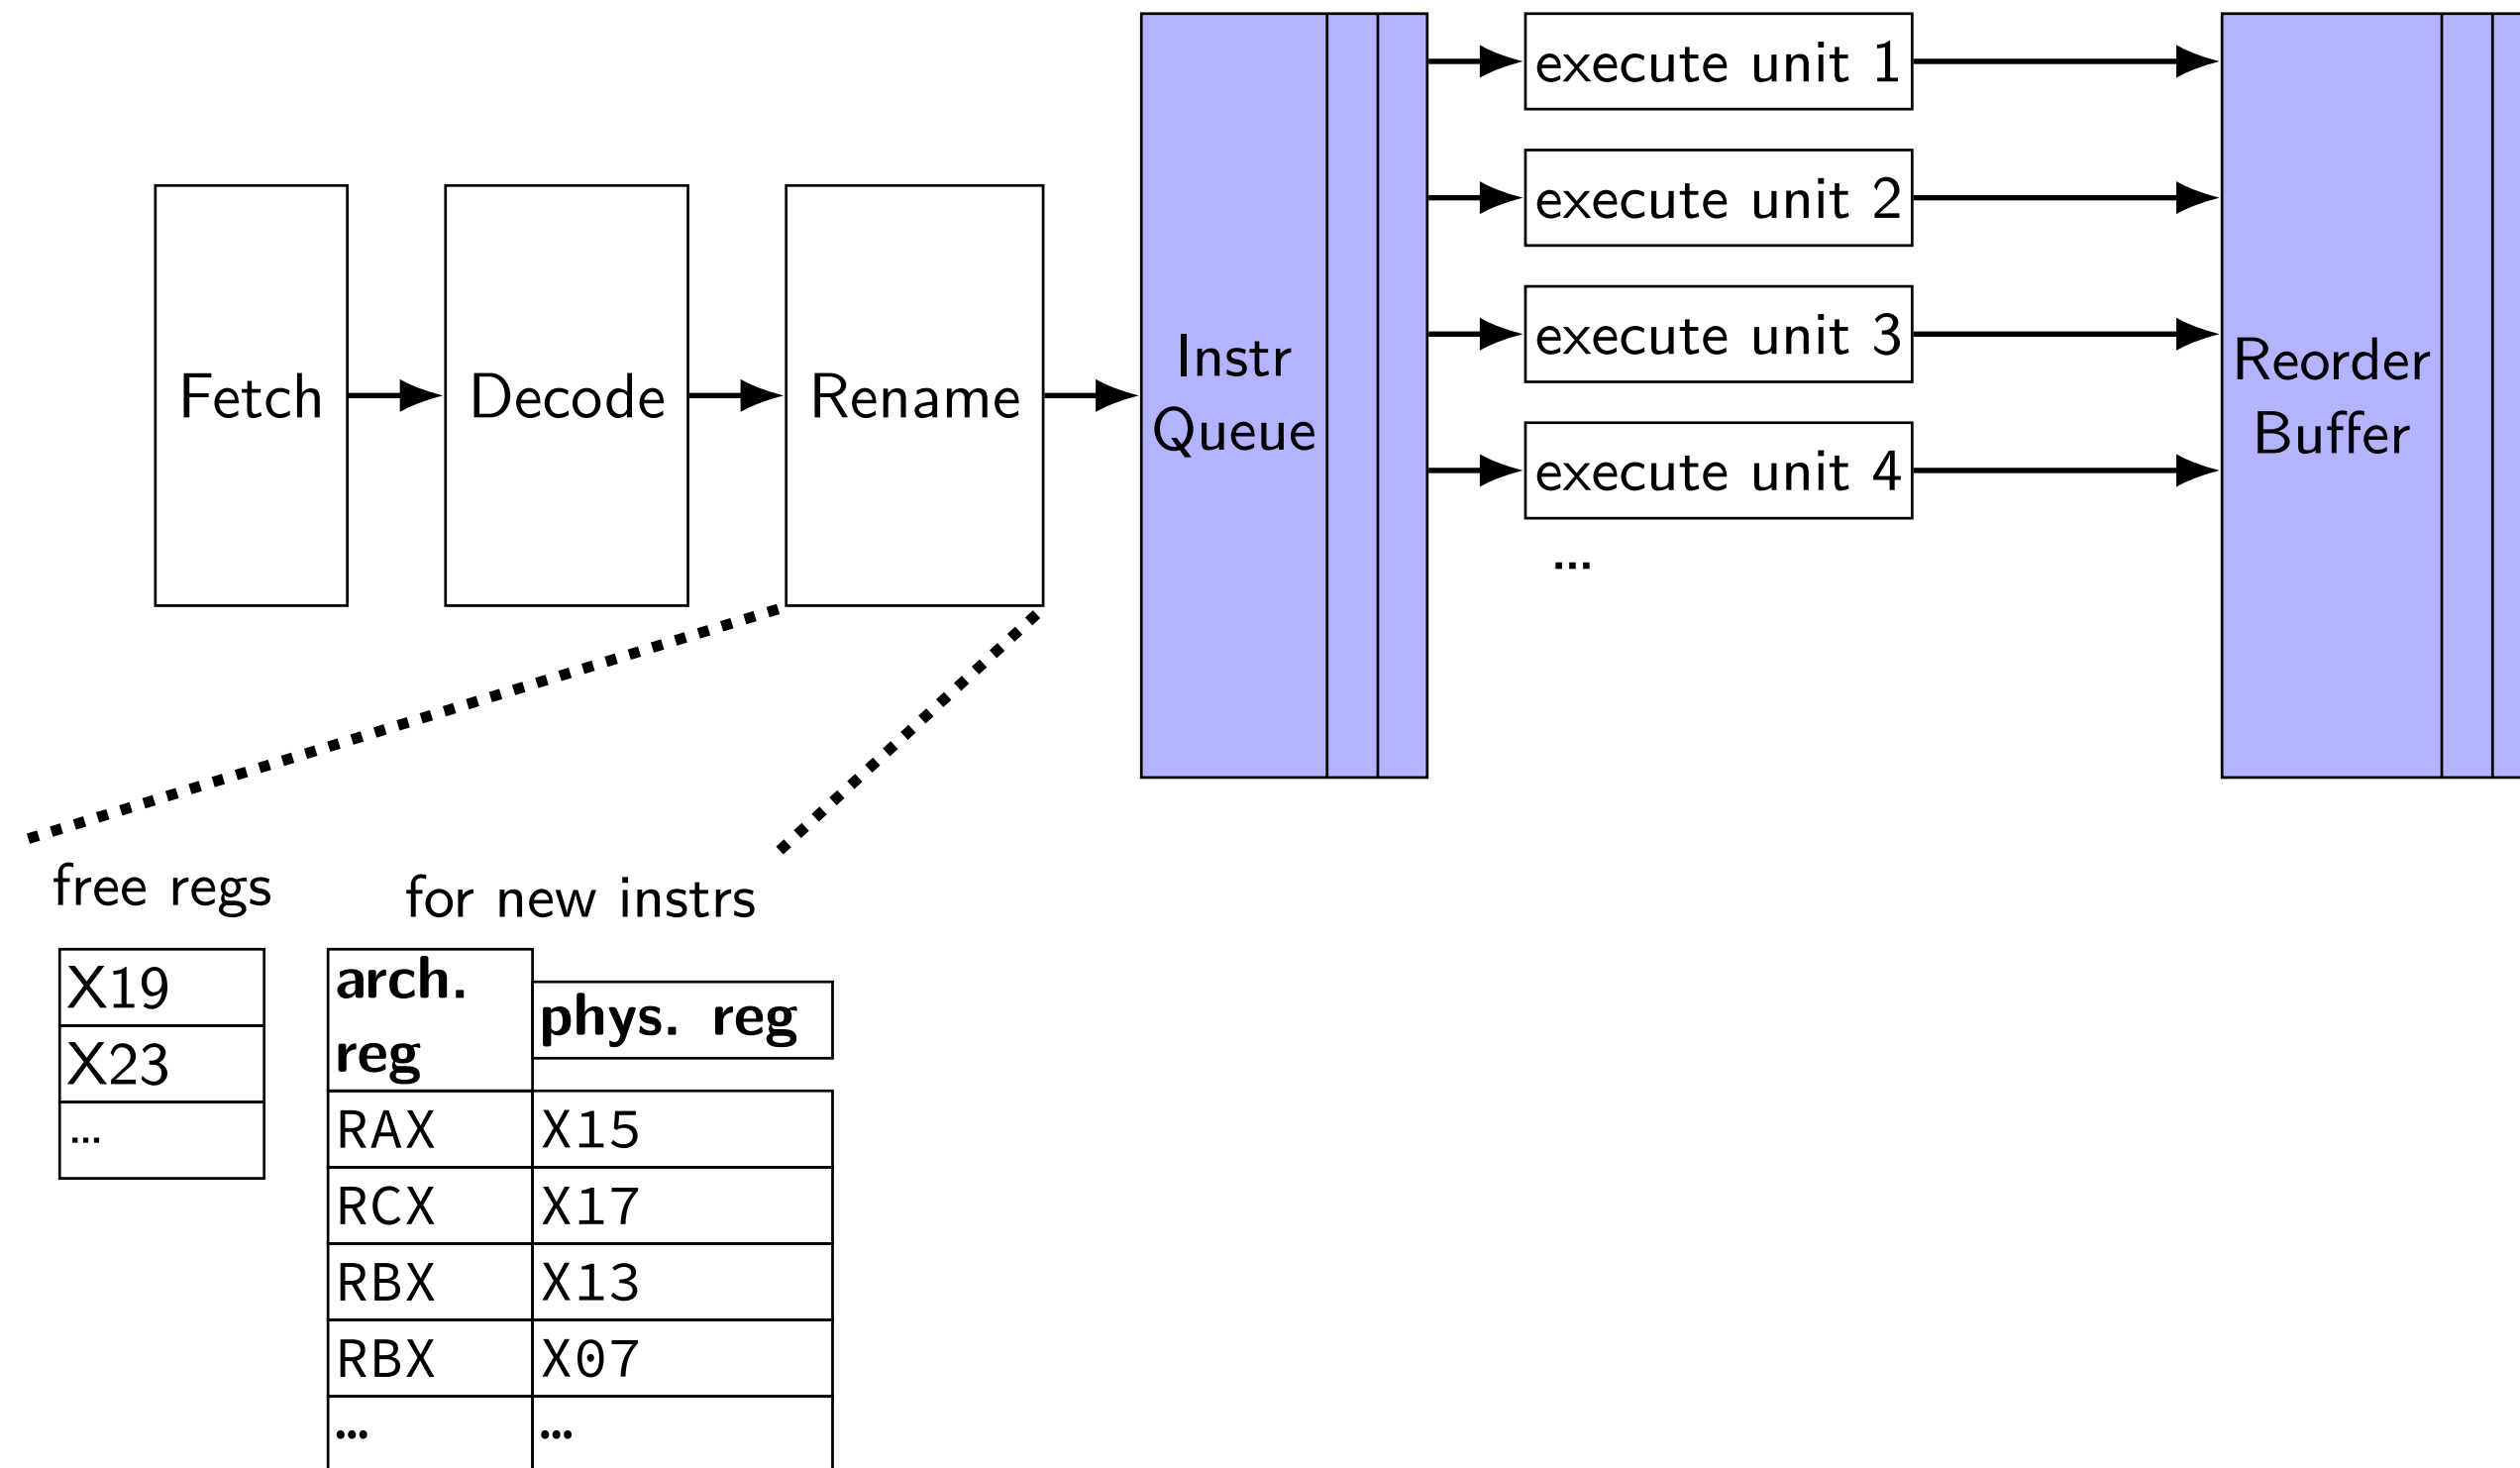 Fetch
Decode
Rename
Instr
Queue
execute unit 1
execute unit 2
execute unit 3
execute unit 4
...
Reorder
Buffer
free regs
X19
X23
...
for new instrs
arch.
reg
phys. reg
RAX X15
RCX X17
RBX X13
RBX X07
... ...